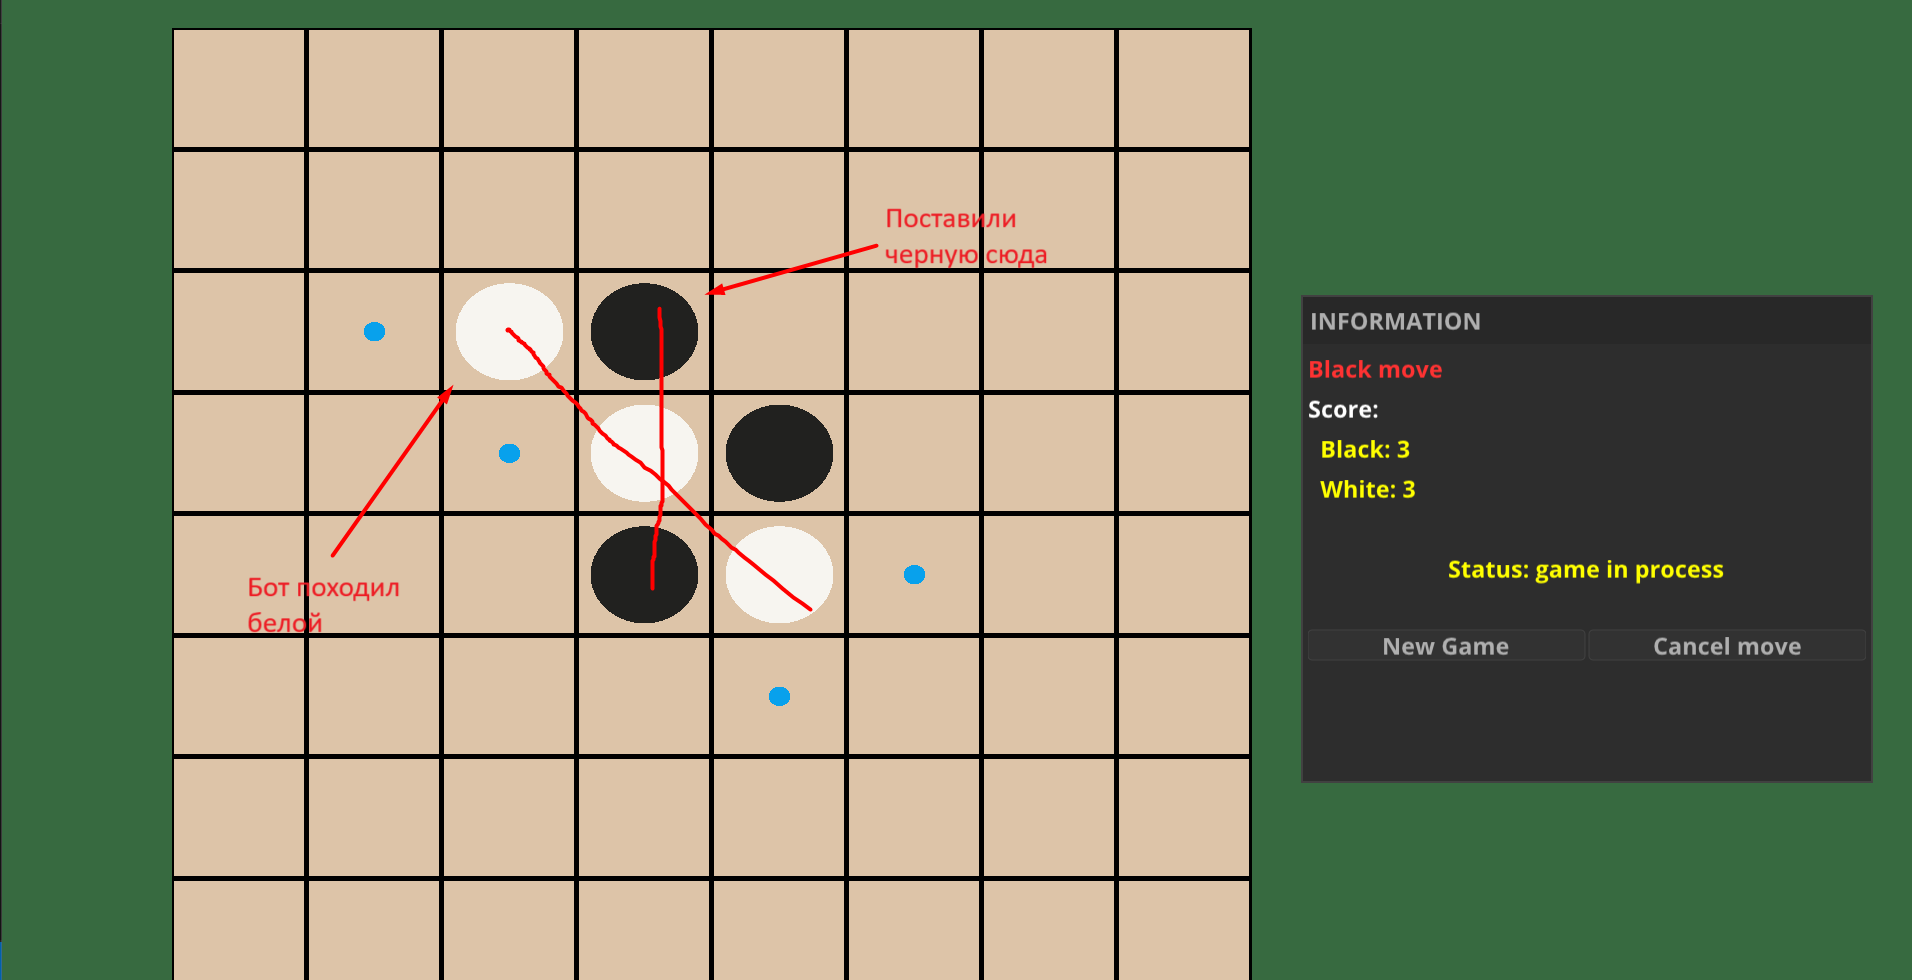 Поставили
черную сюда
INFORMATION
Black move
Score:
Black: 3
White: 3
Status: game in process
Бот походил
белой
New Game
Cancel move